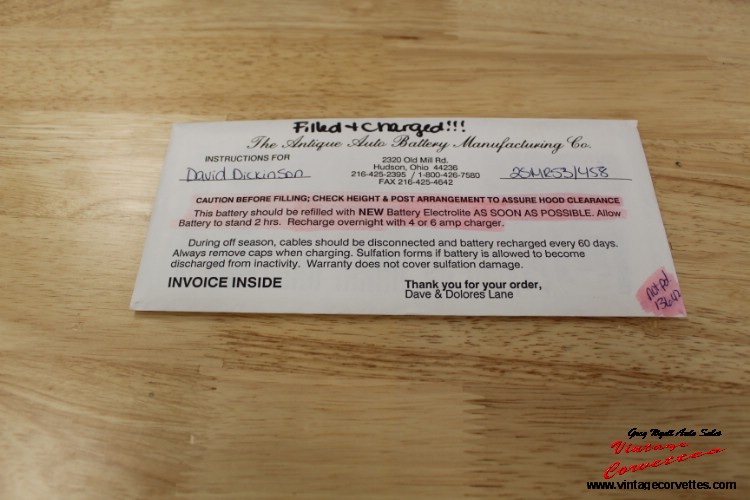 Filled + Charged!!!
The Antique Auto Battery Manufacturing Co.
INSTRUCTIONS FOR
David Dickinson
2320 Old Mill Rd.
Hudson, Ohio 44236
216-425-2395 / 1-800-426-7580
FAX 216-425-4642
25MR53/458
CAUTION BEFORE FILLING; CHECK HEIGHT & POST ARRANGEMENT TO ASSURE HOOD CLEARANCE
This battery should be refilled with NEW Battery Electrolite AS SOON AS POSSIBLE. Allow
Battery to stand 2 hrs. Recharge overnight with 4 or 6 amp charger.
During off season, cables should be disconnected and battery recharged every 60 days.
Always remove caps when charging. Sulfation forms if battery is allowed to become
discharged from inactivity. Warranty does not cover sulfation damage.
INVOICE INSIDE
Thank you for your order,
Dave & Dolores Lane
not pd
Vintage
Corvettes
www.vintagecorvettes.com